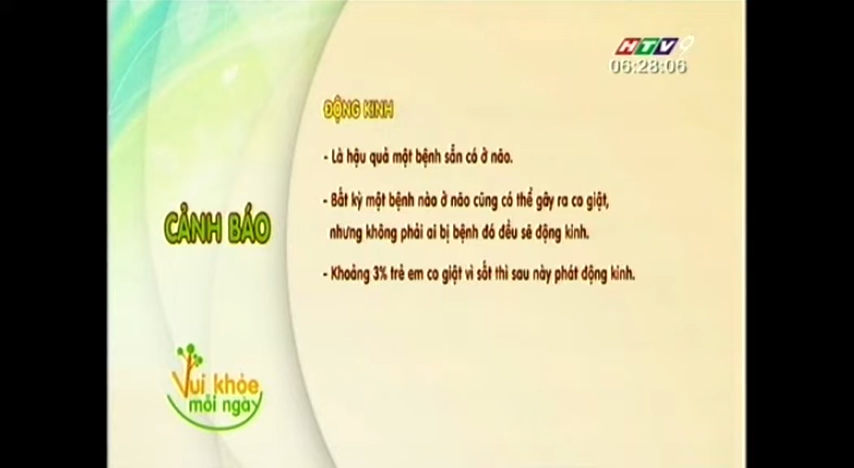 HTV9
06:28:06
ĐỘNG KINH
- Là hậu quả một bệnh sẵn có ở não.
- Bất kỳ một bệnh nào ở não cũng có thể gây ra co giật,
nhưng không phải ai bị bệnh đó đều sẽ động kinh.
- Khoảng 3% trẻ em co giật vì sốt thì sau này phát động kinh.
CẢNH BÁO
Vui khỏe
mỗi ngày